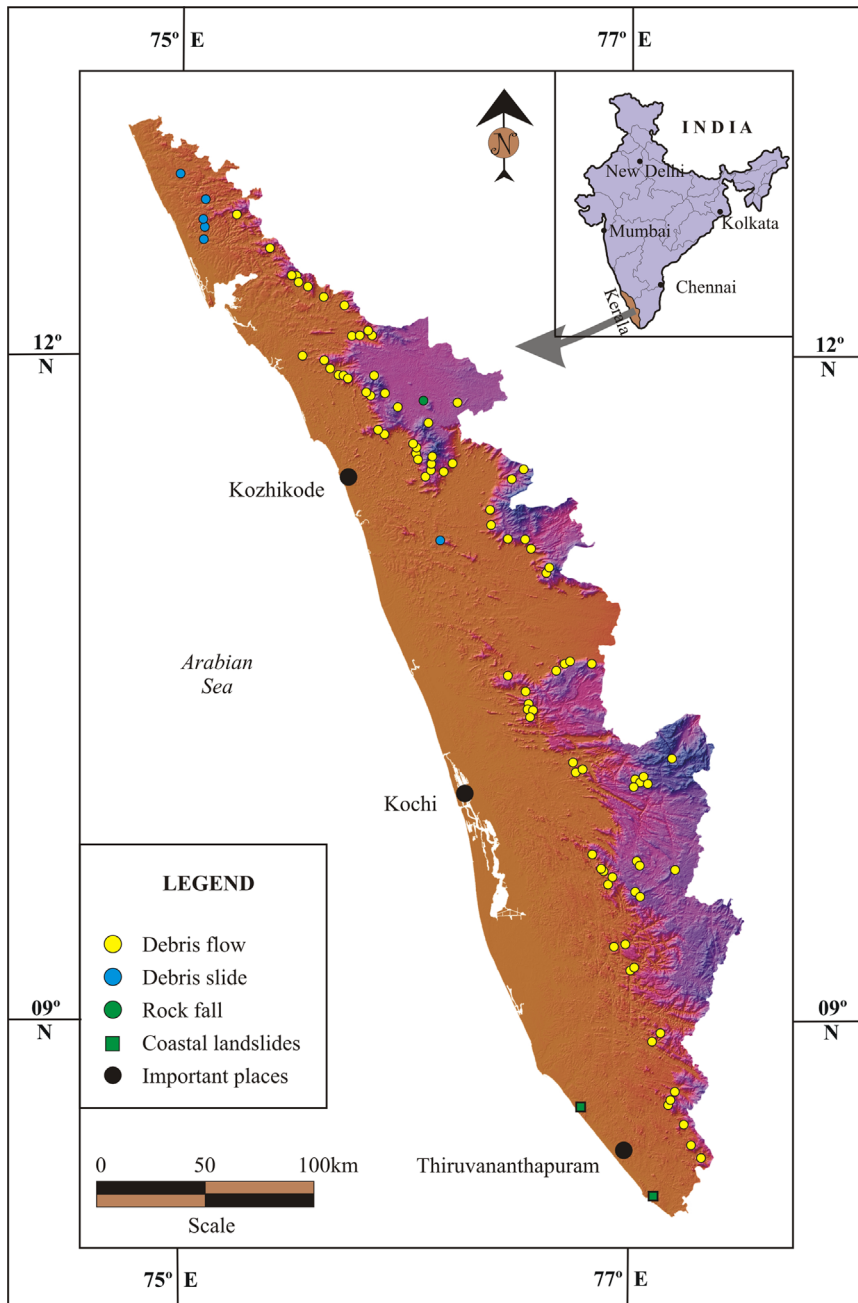 75º E
77º E
N
INDIA
New Delhi
Kolkata
Mumbai
Chennai
Kerala
12º
N
12º
N
Kozhikode
Arabian
Sea
Kochi
LEGEND
Debris flow
Debris slide
Rock fall
Coastal landslides
Important places
09º
N
09º
N
Thiruvananthapuram
0 50 100km
Scale
75º E
77º E